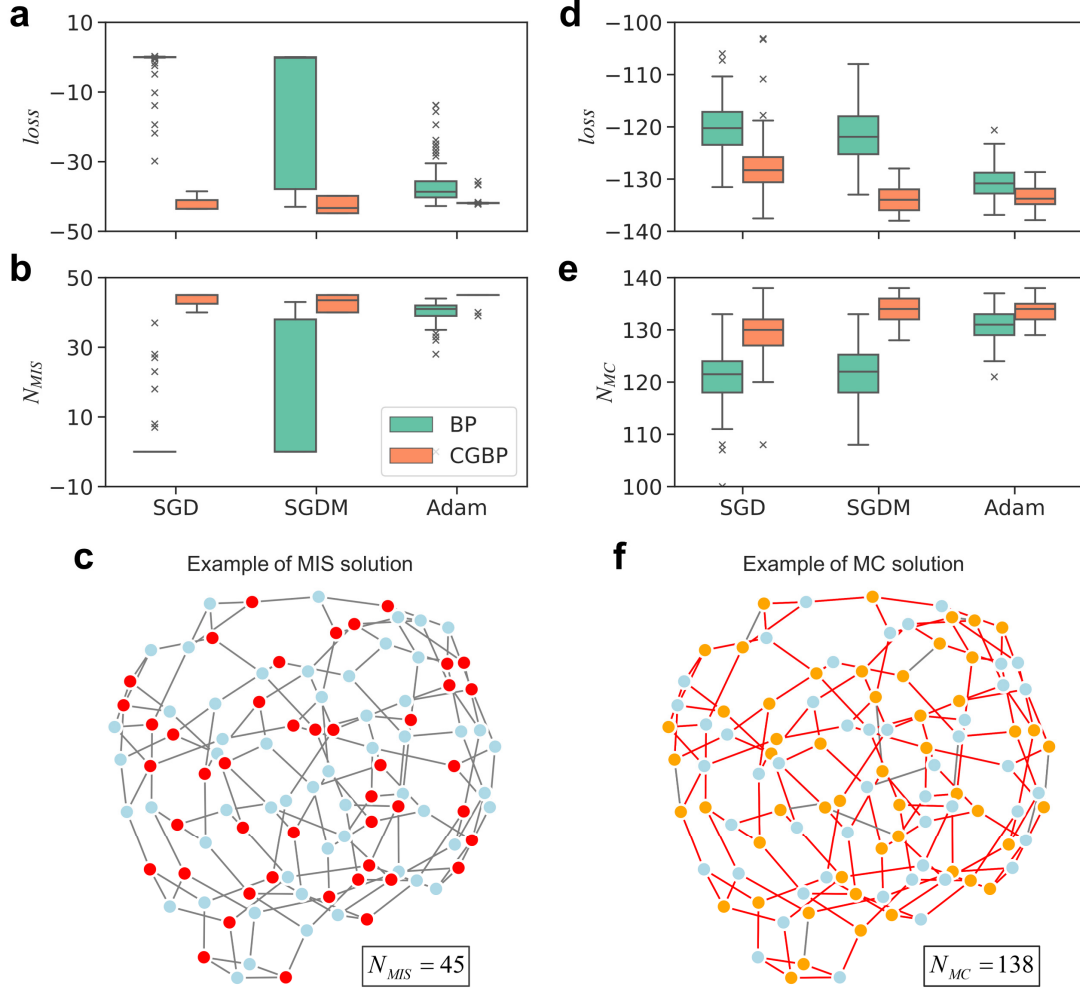 a
10
−10
−30
−50
loss
b
50
30
10
−10
N_MIS
BP
CGBP
SGD
SGDM
Adam
c
Example of MIS solution
N_MIS = 45
d
−100
−110
−120
−130
−140
loss
e
140
130
120
110
100
N_MC
SGD
SGDM
Adam
f
Example of MC solution
N_MC = 138